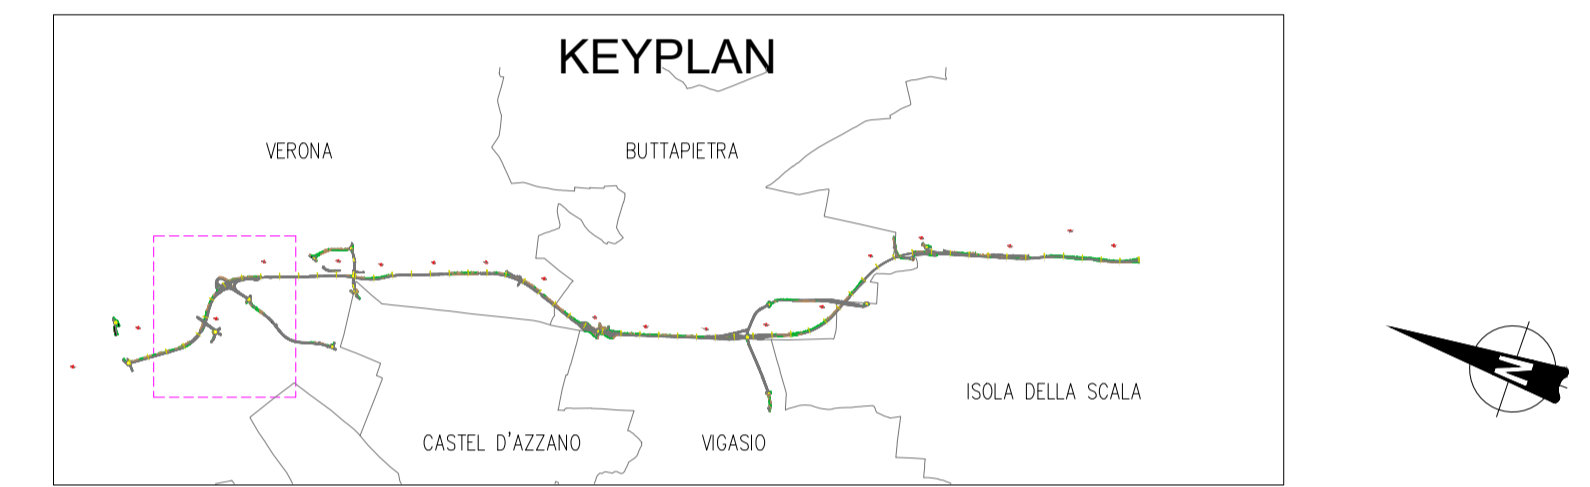 KEYPLAN
VERONA
BUTTAPIETRA
ISOLA DELLA SCALA
N
CASTEL D'AZZANO
VIGASIO